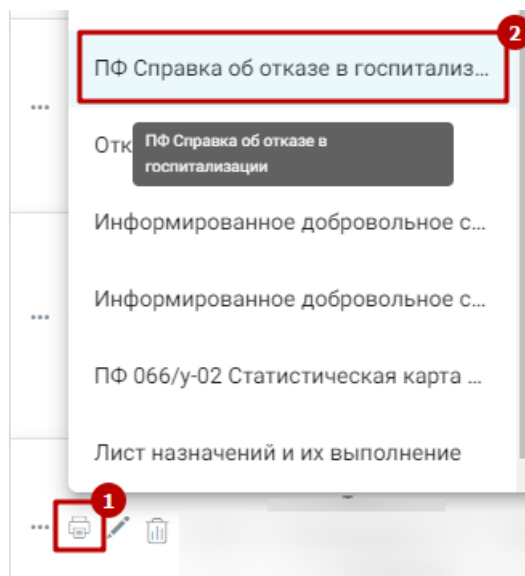 2
ПФ Справка об отказе в госпитализ...
Отк
ПФ Справка об отказе в
госпитализации
Информированное добровольное с...
Информированное добровольное с...
ПФ 066/у-02 Статистическая карта ...
Лист назначений и их выполнение
1